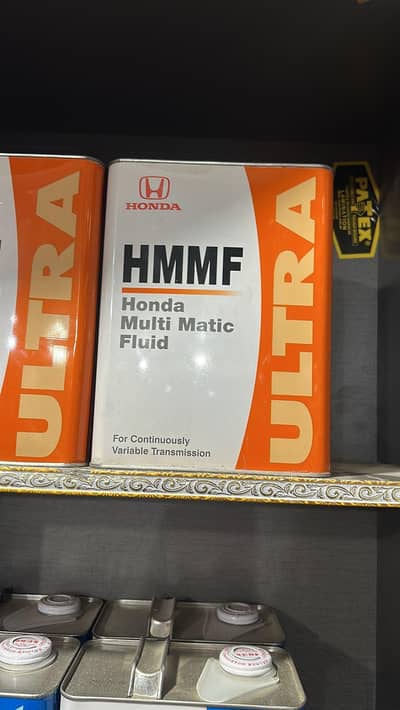 ULTRA
HONDA
HMMF
Honda
Multi Matic
Fluid
For Continuously
Variable Transmission
ULTRA